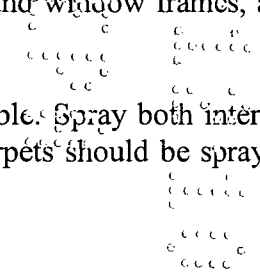 and window frames, a
ble. Spray both inter
rpets should be spray